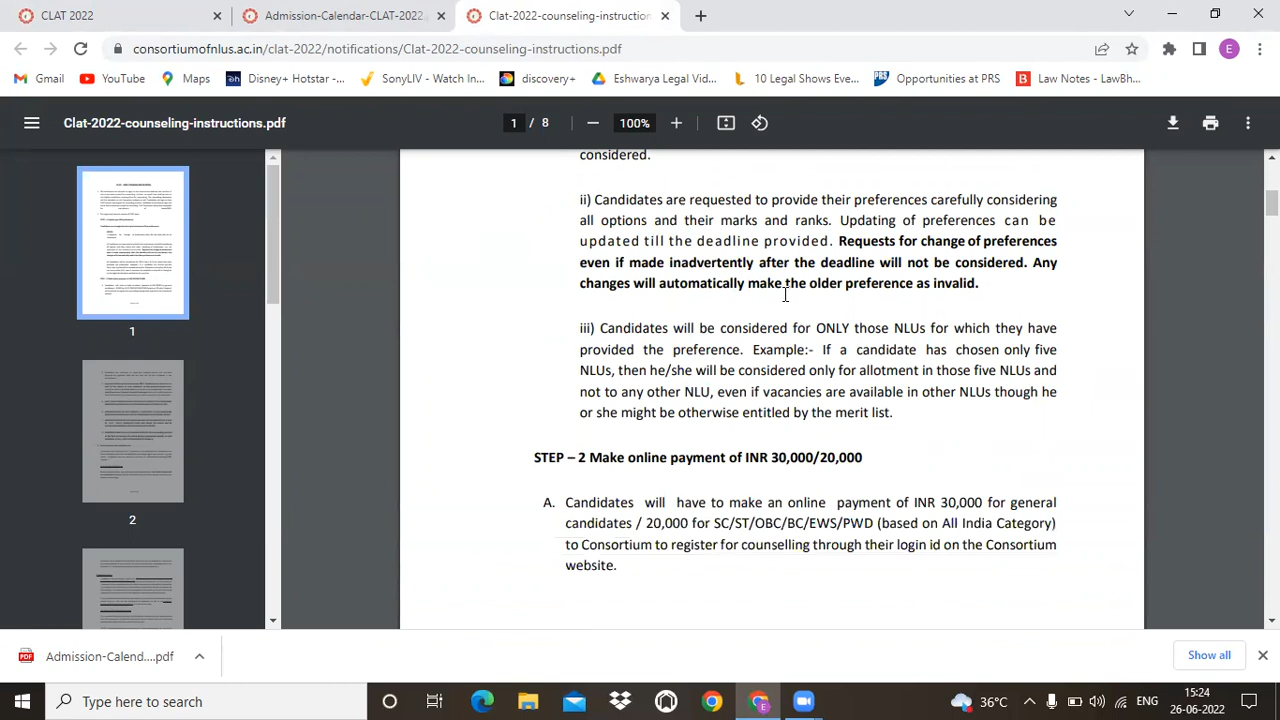 CLAT 2022
Admission-Calendar-CLAT-2022
Clat-2022-counseling-instructions
consortiumofnlus.ac.in/clat-2022/notifications/Clat-2022-counseling-instructions.pdf
E
Gmail
YouTube
Maps
Disney+ Hotstar -...
SonyLIV - Watch In...
discovery+
Eshwarya Legal Vid...
10 Legal Shows Eve...
Opportunities at PRS
Law Notes - LawBh...
Clat-2022-counseling-instructions.pdf
1 / 8
100%
considered.
ii) Candidates are requested to provide their preferences carefully considering
all options and their marks and ranks. Updating of preferences can be
updated till the deadline provided. Requests for change of preferences
even if made inadvertently after the deadline will not be considered. Any
changes will automatically make the older preference as invalid.
iii) Candidates will be considered for ONLY those NLUs for which they have
provided the preference. Example:- If a candidate has chosen only five
NLUs, then he/she will be considered only for allotment in those five NLUs and
not to any other NLU, even if vacancies are available in other NLUs though he
or she might be otherwise entitled by the merit list.
STEP – 2 Make online payment of INR 30,000/20,000
A. Candidates will have to make an online payment of INR 30,000 for general
candidates / 20,000 for SC/ST/OBC/BC/EWS/PWD (based on All India Category)
to Consortium to register for counselling through their login id on the Consortium
website.
1
2
Admission-Calend....pdf
Show all
Type here to search
36°C
ENG
15:24
26-06-2022